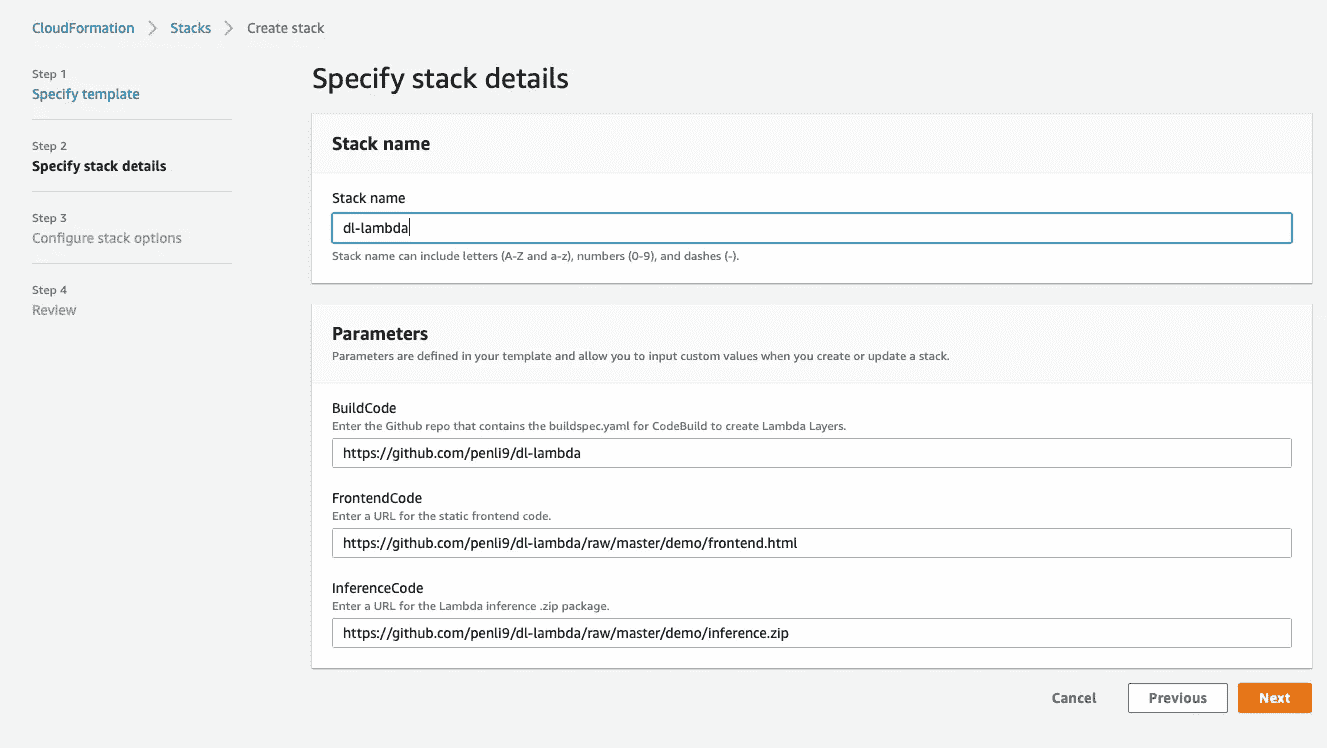 CloudFormation > Stacks > Create stack
Step 1
Specify template
Step 2
Specify stack details
Step 3
Configure stack options
Step 4
Review
Specify stack details
Stack name
Stack name
dl-lambda
Stack name can include letters (A-Z and a-z), numbers (0-9), and dashes (-).
Parameters
Parameters are defined in your template and allow you to input custom values when you create or update a stack.
BuildCode
Enter the Github repo that contains the buildspec.yaml for CodeBuild to create Lambda Layers.
https://github.com/penli9/dl-lambda
FrontendCode
Enter a URL for the static frontend code.
https://github.com/penli9/dl-lambda/raw/master/demo/frontend.html
InferenceCode
Enter a URL for the Lambda inference .zip package.
https://github.com/penli9/dl-lambda/raw/master/demo/inference.zip
Cancel Previous Next